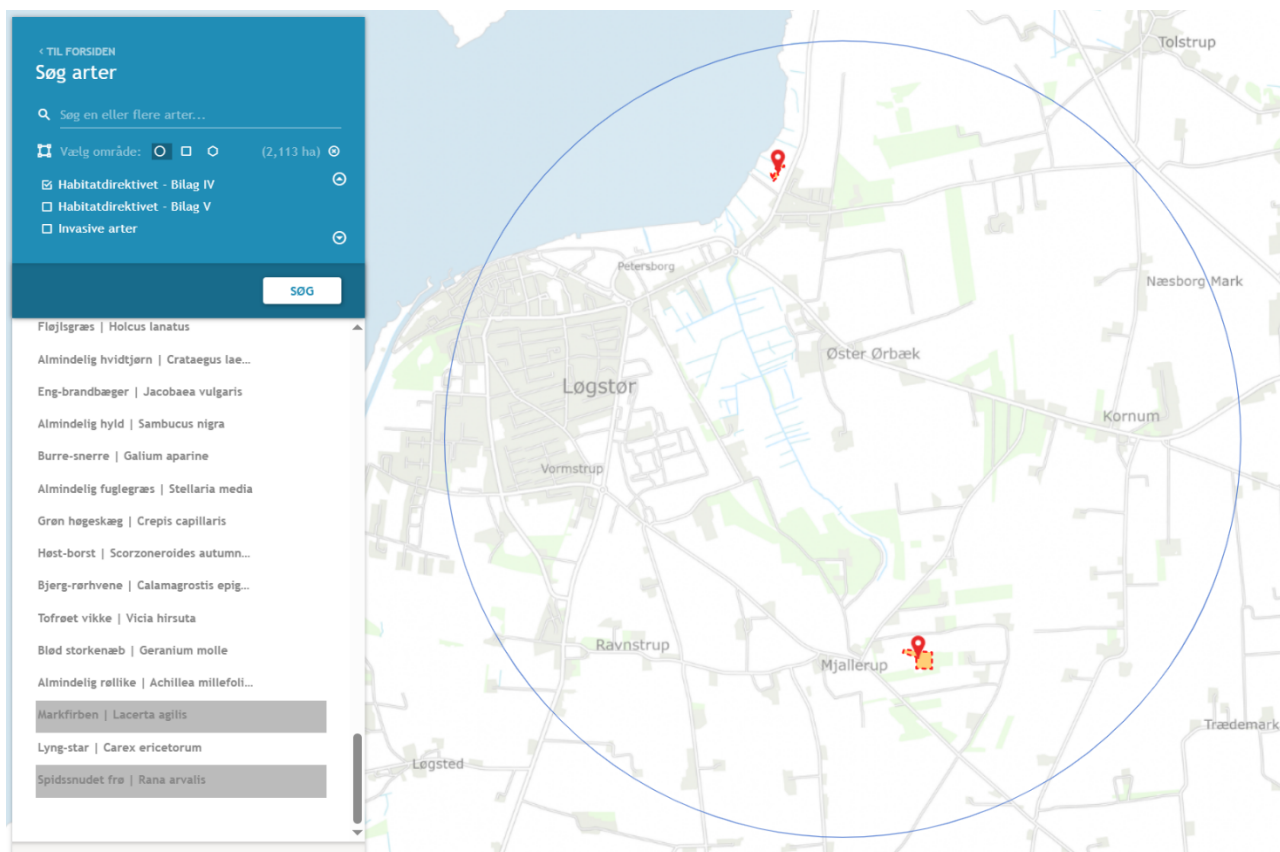 ‹ TIL FORSIDEN
Søg arter
Søg en eller flere arter...
Vælg område: (2,113 ha)
Habitatdirektivet - Bilag IV
Habitatdirektivet - Bilag V
Invasive arter
SØG
Fløjlsgræs | Holcus lanatus
Almindelig hvidtjørn | Crataegus lae...
Eng-brandbæger | Jacobaea vulgaris
Almindelig hyld | Sambucus nigra
Burre-snerre | Galium aparine
Almindelig fuglegræs | Stellaria media
Grøn høgeskæg | Crepis capillaris
Høst-borst | Scorzoneroides autumn...
Bjerg-rørhvene | Calamagrostis epig...
Tofrøet vikke | Vicia hirsuta
Blød storkenæb | Geranium molle
Almindelig røllike | Achillea millefoli...
Markfirben | Lacerta agilis
Lyng-star | Carex ericetorum
Spidssnudet frø | Rana arvalis
Tolstrup
Petersborg
Næsborg Mark
Øster Ørbæk
Løgstør
Kornum
Vormstrup
Ravnstrup
Mjallerup
Trædemark
Løgsted